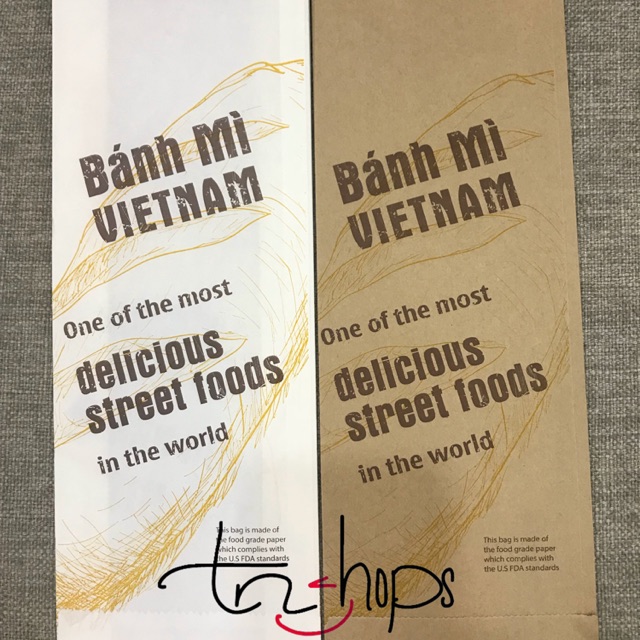 Bánh Mì
VIETNAM
One of the most
delicious
street foods
in the world
This bag is made of
the food grade paper
which complies with
the U.S FDA standards
Bánh Mì
VIETNAM
One of the most
delicious
street foods
in the world
This bag is made of
the food grade paper
which complies with
the U.S FDA standards